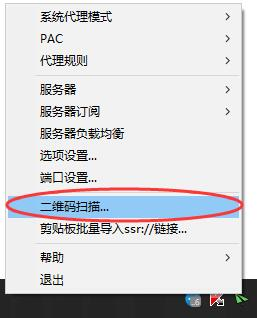 系统代理模式
PAC
代理规则
服务器
服务器订阅
服务器负载均衡
选项设置...
端口设置...
二维码扫描...
剪贴板批量导入ssr://链接...
帮助
退出